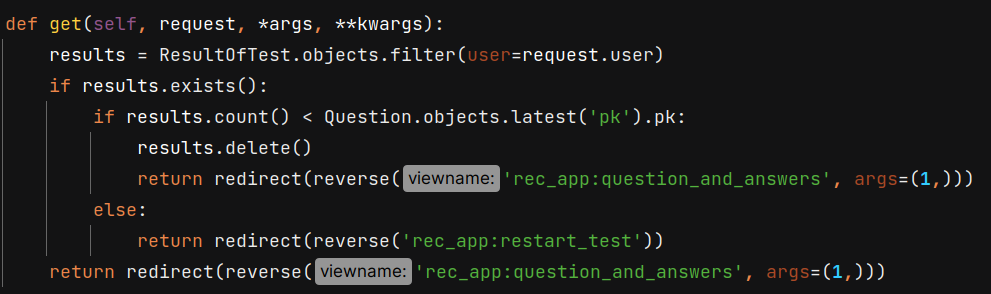 def get(self, request, *args, **kwargs):
    results = ResultOfTest.objects.filter(user=request.user)
    if results.exists():
        if results.count() < Question.objects.latest('pk').pk:
            results.delete()
            return redirect(reverse( viewname: 'rec_app:question_and_answers', args=(1,)))
        else:
            return redirect(reverse('rec_app:restart_test'))
    return redirect(reverse( viewname: 'rec_app:question_and_answers', args=(1,)))